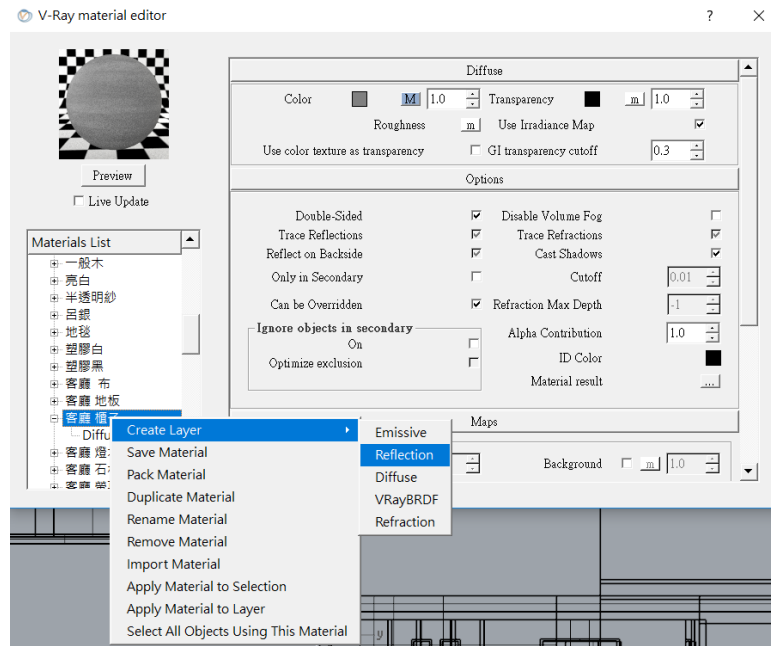 V-Ray material editor
Preview
Live Update
Materials List
一般木
亮白
半透明紗
呂銀
地毯
塑膠白
塑膠黑
客廳 布
客廳 地板
客廳 櫃
Diffu
客廳 燈
客廳 石
客廳
Diffuse
Color M 1.0 Transparency m 1.0
Roughness m Use Irradiance Map
Use color texture as transparency GI transparency cutoff 0.3
Options
Double-Sided Disable Volume Fog
Trace Reflections Trace Refractions
Reflect on Backside Cast Shadows
Only in Secondary Cutoff 0.01
Can be Overridden Refraction Max Depth -1
Ignore objects in secondary
On
Optimize exclusion
Alpha Contribution 1.0
ID Color
Material result ...
Maps
Background m 1.0
Create Layer
Save Material
Pack Material
Duplicate Material
Rename Material
Remove Material
Import Material
Apply Material to Selection
Apply Material to Layer
Select All Objects Using This Material
Emissive
Reflection
Diffuse
VRayBRDF
Refraction
y